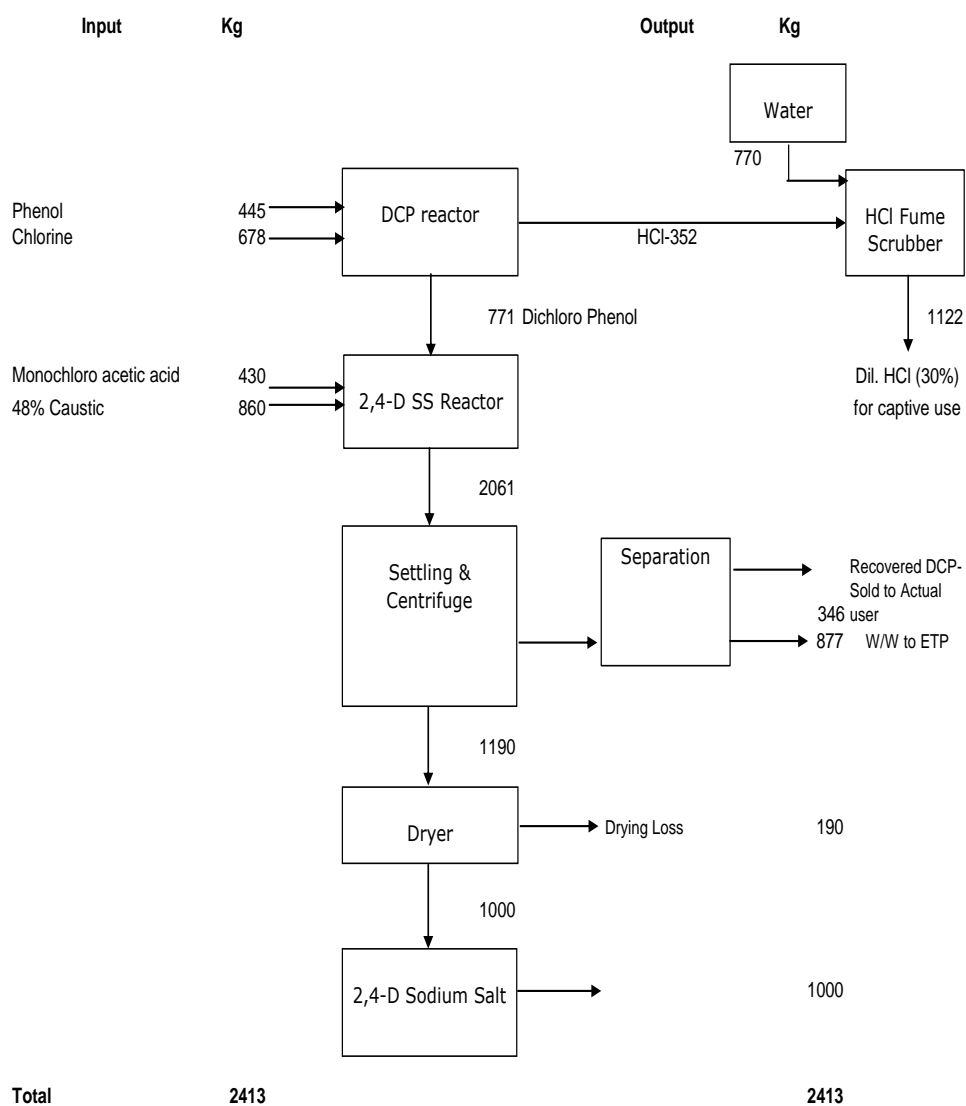 Input Kg Output Kg
Water
770
Phenol 445
Chlorine 678
DCP reactor
HCl-352
HCl Fume
Scrubber
771 Dichloro Phenol
1122
Monochloro acetic acid 430
48% Caustic 860
2,4-D SS Reactor
Dil. HCl (30%)
for captive use
2061
Settling &
Centrifuge
Separation
Recovered DCP-
Sold to Actual
346 user
877 W/W to ETP
1190
Dryer
Drying Loss 190
1000
2,4-D Sodium Salt
1000
Total 2413 2413